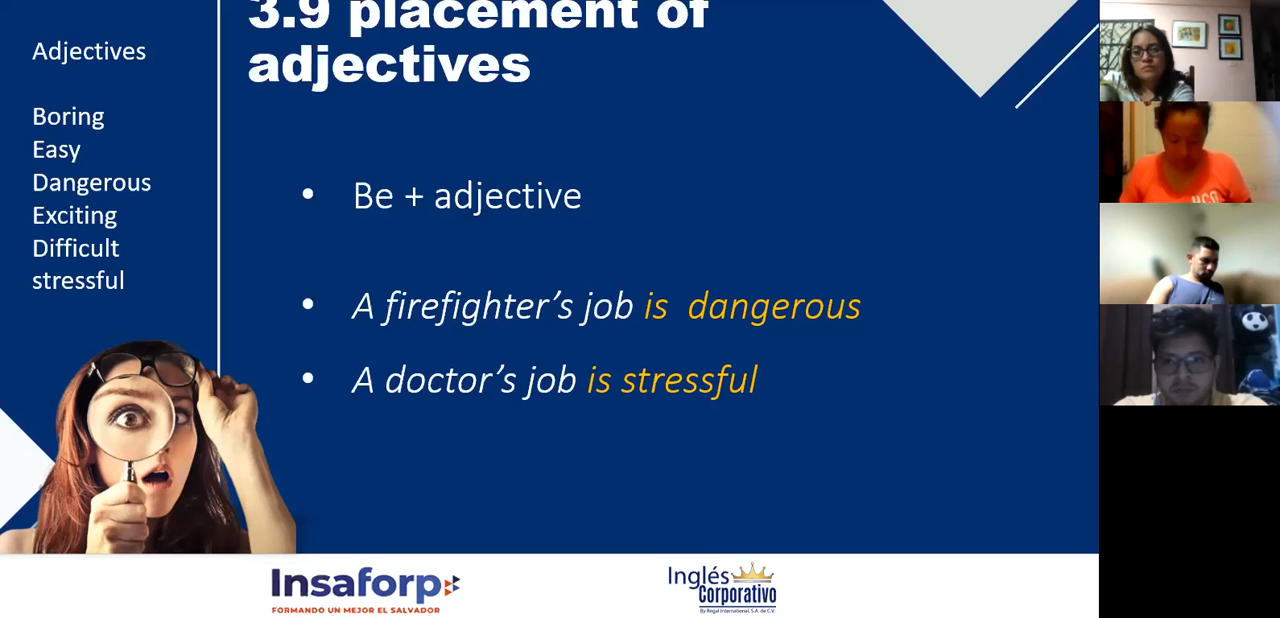 3.9 placement of
adjectives
Adjectives
Boring
Easy
Dangerous
Exciting
Difficult
stressful
• Be + adjective
• A firefighter’s job is dangerous
• A doctor’s job is stressful
Insaforp
FORMANDO UN MEJOR EL SALVADOR
Inglés
Corporativo
By Regal International, S.A. de C.V.